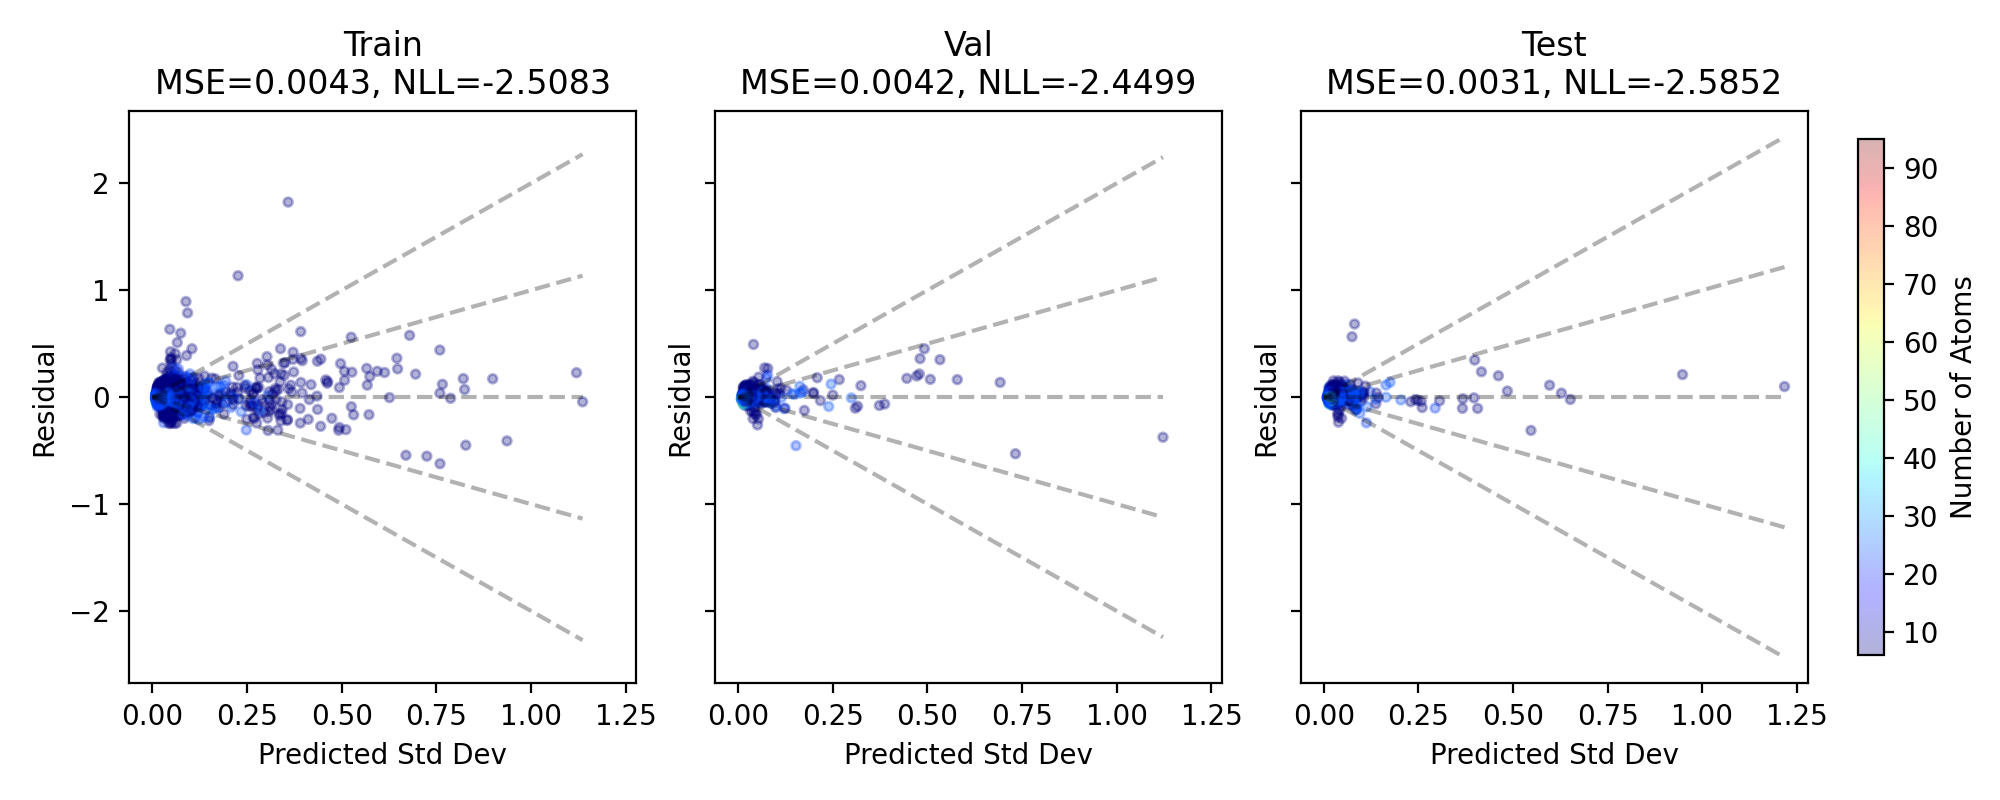 Train
MSE=0.0043, NLL=-2.5083
Val
MSE=0.0042, NLL=-2.4499
Test
MSE=0.0031, NLL=-2.5852
Residual
2
1
0
−1
−2
0.00 0.25 0.50 0.75 1.00 1.25
Predicted Std Dev
Residual
0.00 0.25 0.50 0.75 1.00 1.25
Predicted Std Dev
Residual
0.00 0.25 0.50 0.75 1.00 1.25
Predicted Std Dev
90
80
70
60
50
40
30
20
10
Number of Atoms